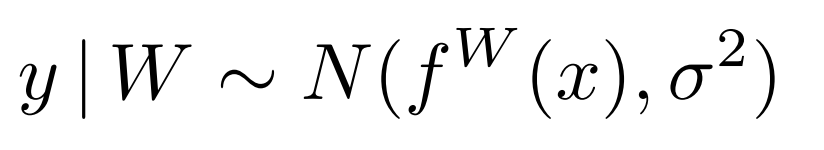 y | W ∼ N(f^W(x), σ^2)